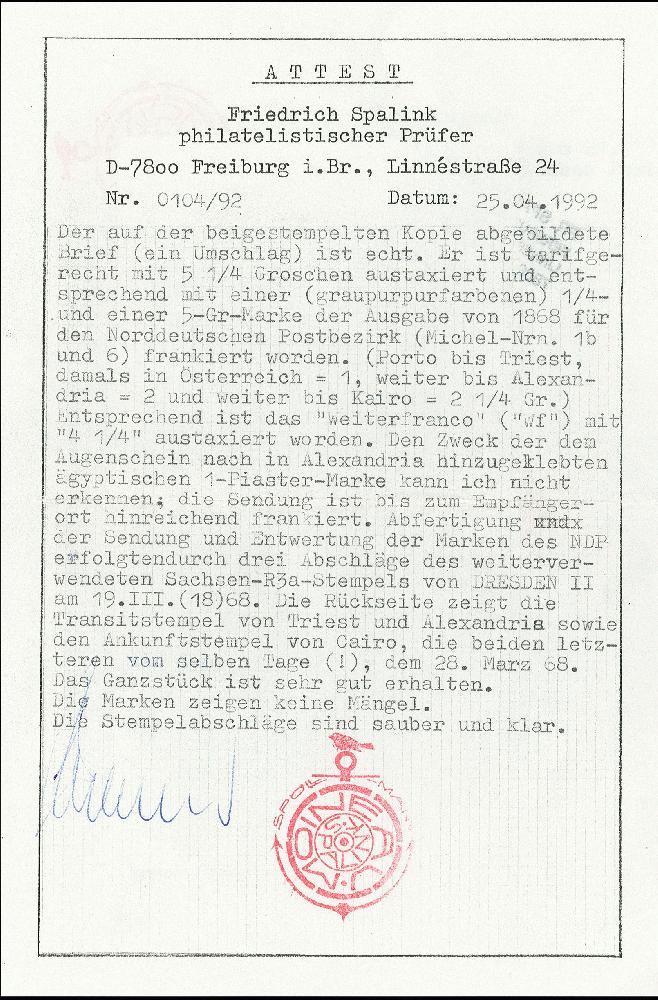 A T T E S T
Friedrich Spalink
philatelistischer Prüfer
D-78oo Freiburg i.Br., Linnéstraße 24
Nr. 0104/92 Datum: 25.04.1992
Der auf der beigestempelten Kopie abgebildete
Brief (ein Umschlag) ist echt. Er ist tarifge-
recht mit 5 1/4 Groschen austaxiert und ent-
sprechend mit einer (graupurpurfarbenen) 1/4-
und einer 5-Gr-Marke der Ausgabe von 1868 für
den Norddeutschen Postbezirk (Michel-Nrn. 1b
und 6) frankiert worden. (Porto bis Triest,
damals in Österreich = 1, weiter bis Alexan-
dria = 2 und weiter bis Kairo = 2 1/4 Gr.)
Entsprechend ist das "Weiterfranco" ("wf") mit
"4 1/4" austaxiert worden. Den Zweck der dem
Augenschein nach in Alexandria hinzugeklebten
ägyptischen 1-Piaster-Marke kann ich nicht
erkennen; die Sendung ist bis zum Empfänger-
ort hinreichend frankiert. Abfertigung undx
der Sendung und Entwertung der Marken des NDP
erfolgtendurch drei Abschläge des weiterver-
wendeten Sachsen-R3a-Stempels von DRESDEN II
am 19.III.(18)68. Die Rückseite zeigt die
Transitstempel von Triest und Alexandria sowie
den Ankunftstempel von Cairo, die beiden letz-
teren vom selben Tage (!), dem 28. März 68.
Das Ganzstück ist sehr gut erhalten.
Die Marken zeigen keine Mängel.
Die Stempelabschläge sind sauber und klar.